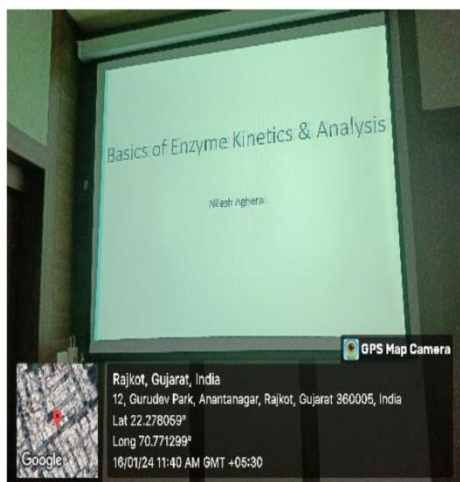 Basics of Enzyme Kinetics & Analysis
Nilesh Aghera
GPS Map Camera
Rajkot, Gujarat, India
12, Gurudev Park, Anantanagar, Rajkot, Gujarat 360005, India
Lat 22.278059°
Long 70.771299°
16/01/24 11:40 AM GMT +05:30
Google